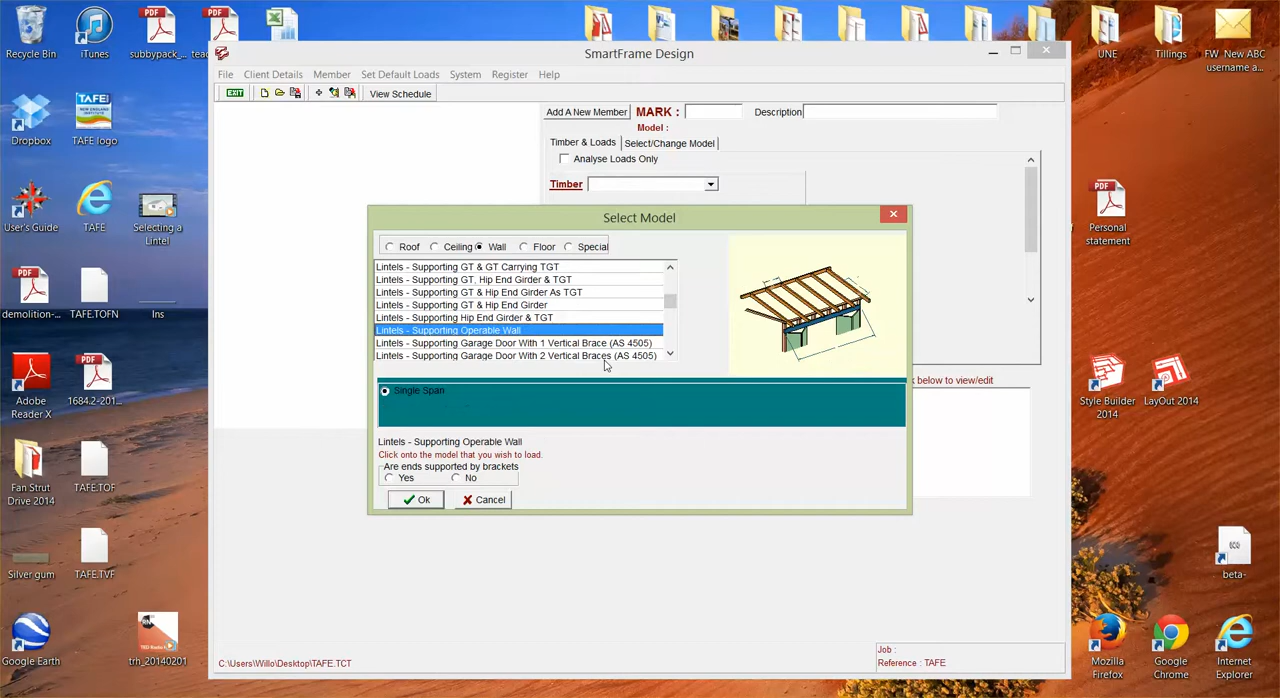 Recycle Bin
iTunes
PDF
subbypack_...
PDF
UNE
Tillings
FW_New ABC
username a...
SmartFrame Design
File Client Details Member Set Default Loads System Register Help
EXIT View Schedule
Add A New Member MARK : Description
Model :
Timber & Loads Select/Change Model
Analyse Loads Only
Timber
Dropbox
TAFE
TAFE logo
User's Guide
TAFE
Selecting a
Lintel
PDF
Personal
statement
Select Model
Roof Ceiling Wall Floor Special
Lintels - Supporting GT & GT Carrying TGT
Lintels - Supporting GT, Hip End Girder & TGT
Lintels - Supporting GT & Hip End Girder As TGT
Lintels - Supporting GT & Hip End Girder
Lintels - Supporting Hip End Girder & TGT
Lintels - Supporting Operable Wall
Lintels - Supporting Garage Door With 1 Vertical Brace (AS 4505)
Lintels - Supporting Garage Door With 2 Vertical Braces (AS 4505)
Single Span
Lintels - Supporting Operable Wall
Click onto the model that you wish to load.
Are ends supported by brackets
Yes No
Ok Cancel
k below to view/edit
PDF
demolition-...
TAFE.TOFN
Ins
Adobe
Reader X
PDF
1684.2-201...
Style Builder
2014
LayOut 2014
Fan Strut
Drive 2014
TAFE.TOF
Silver gum
TAFE.TVF
beta-
Google Earth
trh_20140201
Mozilla
Firefox
Google
Chrome
Internet
Explorer
C:\Users\Willo\Desktop\TAFE.TCT
Job :
Reference : TAFE